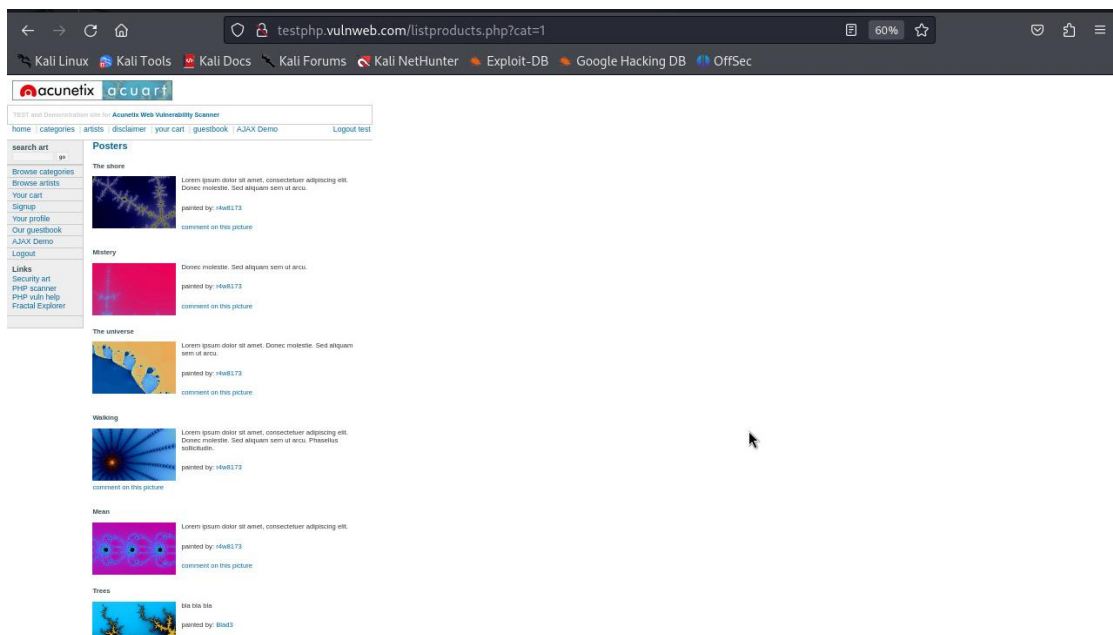 testphp.vulnweb.com/listproducts.php?cat=1
60%
Kali Linux Kali Tools Kali Docs Kali Forums Kali NetHunter Exploit-DB Google Hacking DB OffSec
acunetix acuart
TEST and Demonstration site for Acunetix Web Vulnerability Scanner
home | categories | artists | disclaimer | your cart | guestbook | AJAX Demo
Logout test
search art
go
Browse categories
Browse artists
Your cart
Signup
Your profile
Our guestbook
AJAX Demo
Logout
Links
Security art
PHP scanner
PHP vuln help
Fractal Explorer
Posters
The shore
Lorem ipsum dolor sit amet, consectetuer adipiscing elit.
Donec molestie. Sed aliquam sem ut arcu.
painted by: r4w8173
comment on this picture
Mistery
Donec molestie. Sed aliquam sem ut arcu.
painted by: r4w8173
comment on this picture
The universe
Lorem ipsum dolor sit amet. Donec molestie. Sed aliquam
sem ut arcu.
painted by: r4w8173
comment on this picture
Walking
Lorem ipsum dolor sit amet, consectetuer adipiscing elit.
Donec molestie. Sed aliquam sem ut arcu. Phasellus
sollicitudin.
painted by: r4w8173
comment on this picture
Mean
Lorem ipsum dolor sit amet, consectetuer adipiscing elit.
painted by: r4w8173
comment on this picture
Trees
bla bla bla
painted by: Blad3